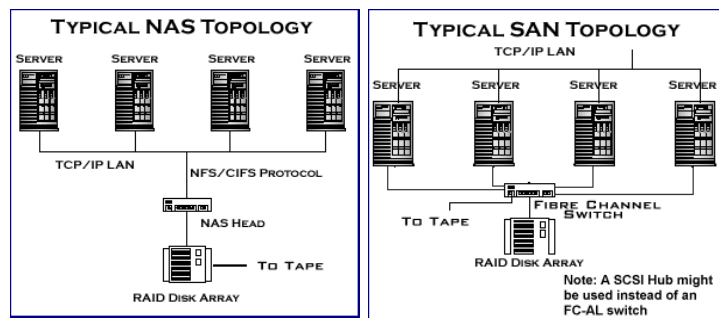 TYPICAL NAS TOPOLOGY
SERVER SERVER SERVER SERVER
TCP/IP LAN
NFS/CIFS PROTOCOL
NAS HEAD
TO TAPE
RAID DISK ARRAY
TYPICAL SAN TOPOLOGY
TCP/IP LAN
SERVER SERVER SERVER SERVER
FIBRE CHANNEL
SWITCH
TO TAPE
RAID DISK ARRAY
Note: A SCSI Hub might
be used instead of an
FC-AL switch